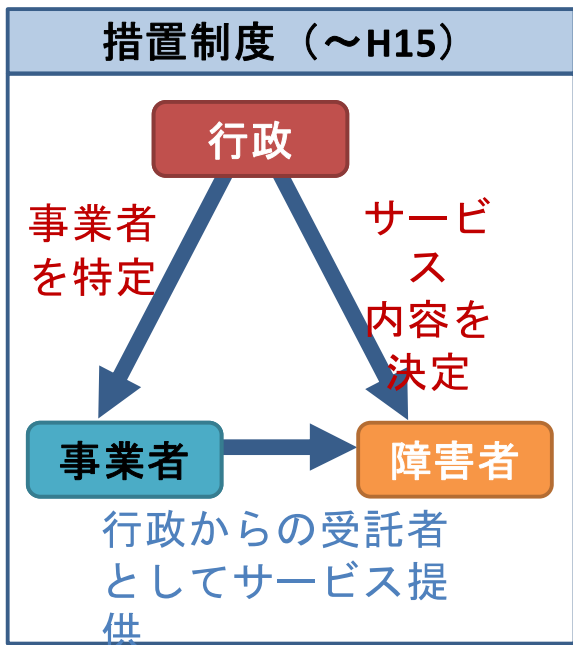 措置制度（～H15）
行政
事業者
を特定
サービ
ス
内容を
決定
事業者
障害者
行政からの受託者
としてサービス提
供